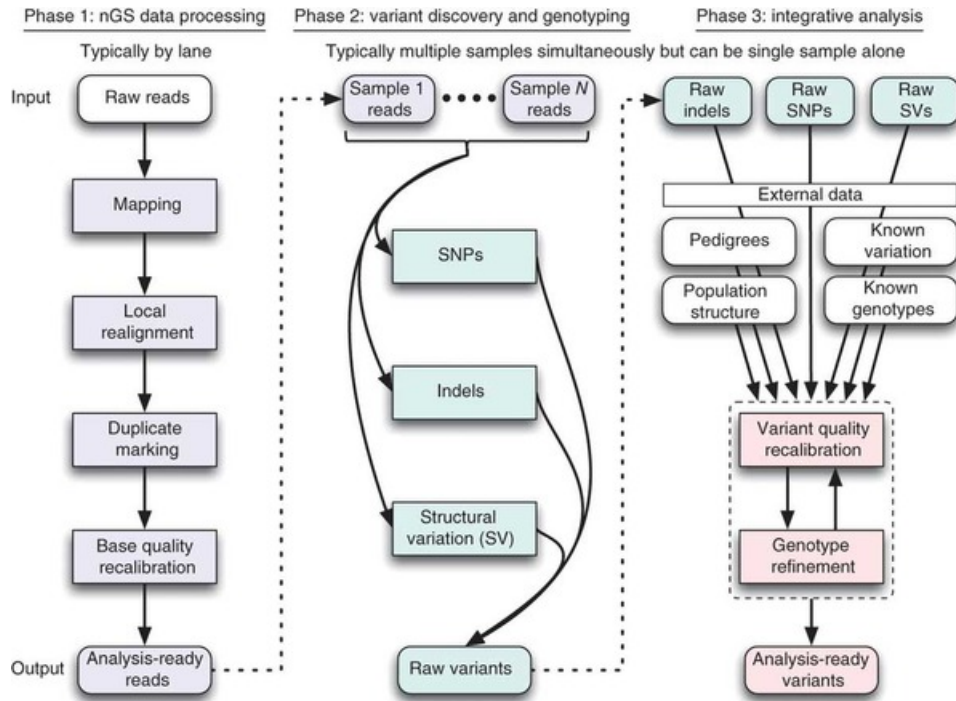 Phase 1: nGS data processing
Typically by lane
Input
Raw reads
Mapping
Local
realignment
Duplicate
marking
Base quality
recalibration
Output
Analysis-ready
reads
Phase 2: variant discovery and genotyping
Typically multiple samples simultaneously but can be single sample alone
Sample 1
reads
Sample N
reads
SNPs
Indels
Structural
variation (SV)
Raw variants
Phase 3: integrative analysis
Raw
indels
Raw
SNPs
Raw
SVs
External data
Pedigrees
Known
variation
Population
structure
Known
genotypes
Variant quality
recalibration
Genotype
refinement
Analysis-ready
variants